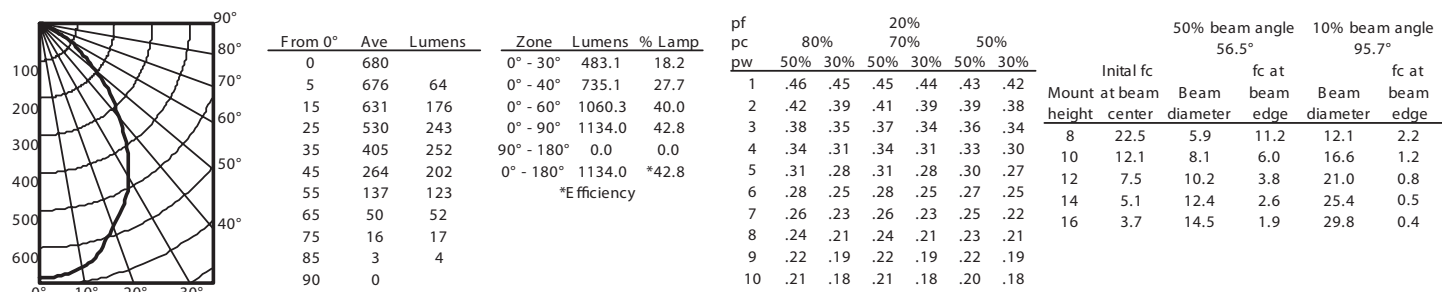 90°
80°
70°
60°
50°
40°
100
200
300
400
500
600
0° 10° 20° 30°
From 0° Ave Lumens
0 680
5 676 64
15 631 176
25 530 243
35 405 252
45 264 202
55 137 123
65 50 52
75 16 17
85 3 4
90 0
Zone Lumens % Lamp
0° - 30° 483.1 18.2
0° - 40° 735.1 27.7
0° - 60° 1060.3 40.0
0° - 90° 1134.0 42.8
90° - 180° 0.0 0.0
0° - 180° 1134.0 *42.8
*Efficiency
pf 20%
pc 80% 70% 50%
pw 50% 30% 50% 30% 50% 30%
1 .46 .45 .45 .44 .43 .42
2 .42 .39 .41 .39 .39 .38
3 .38 .35 .37 .34 .36 .34
4 .34 .31 .34 .31 .33 .30
5 .31 .28 .31 .28 .30 .27
6 .28 .25 .28 .25 .27 .25
7 .26 .23 .26 .23 .25 .22
8 .24 .21 .24 .21 .23 .21
9 .22 .19 .22 .19 .22 .19
10 .21 .18 .21 .18 .20 .18
50% beam angle 10% beam angle
56.5° 95.7°
Inital fc fc at fc at
Mount at beam Beam beam Beam beam
height center diameter edge diameter edge
8 22.5 5.9 11.2 12.1 2.2
10 12.1 8.1 6.0 16.6 1.2
12 7.5 10.2 3.8 21.0 0.8
14 5.1 12.4 2.6 25.4 0.5
16 3.7 14.5 1.9 29.8 0.4